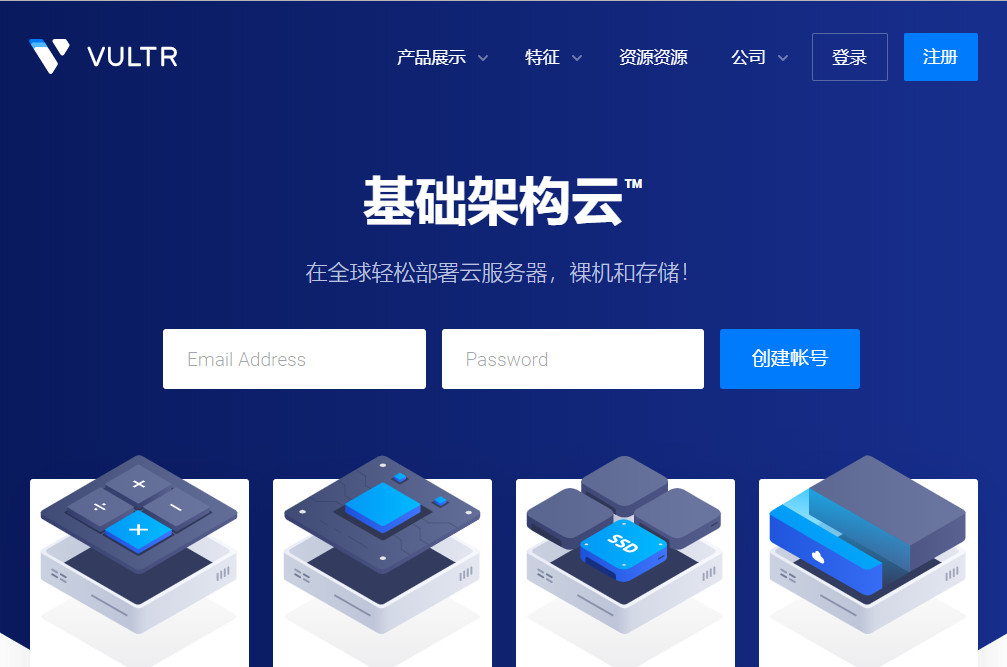 VULTR
产品展示
特征
资源资源
公司
登录
注册
基础架构云™
在全球轻松部署云服务器，裸机和存储！
Email Address
Password
创建帐号
SSD